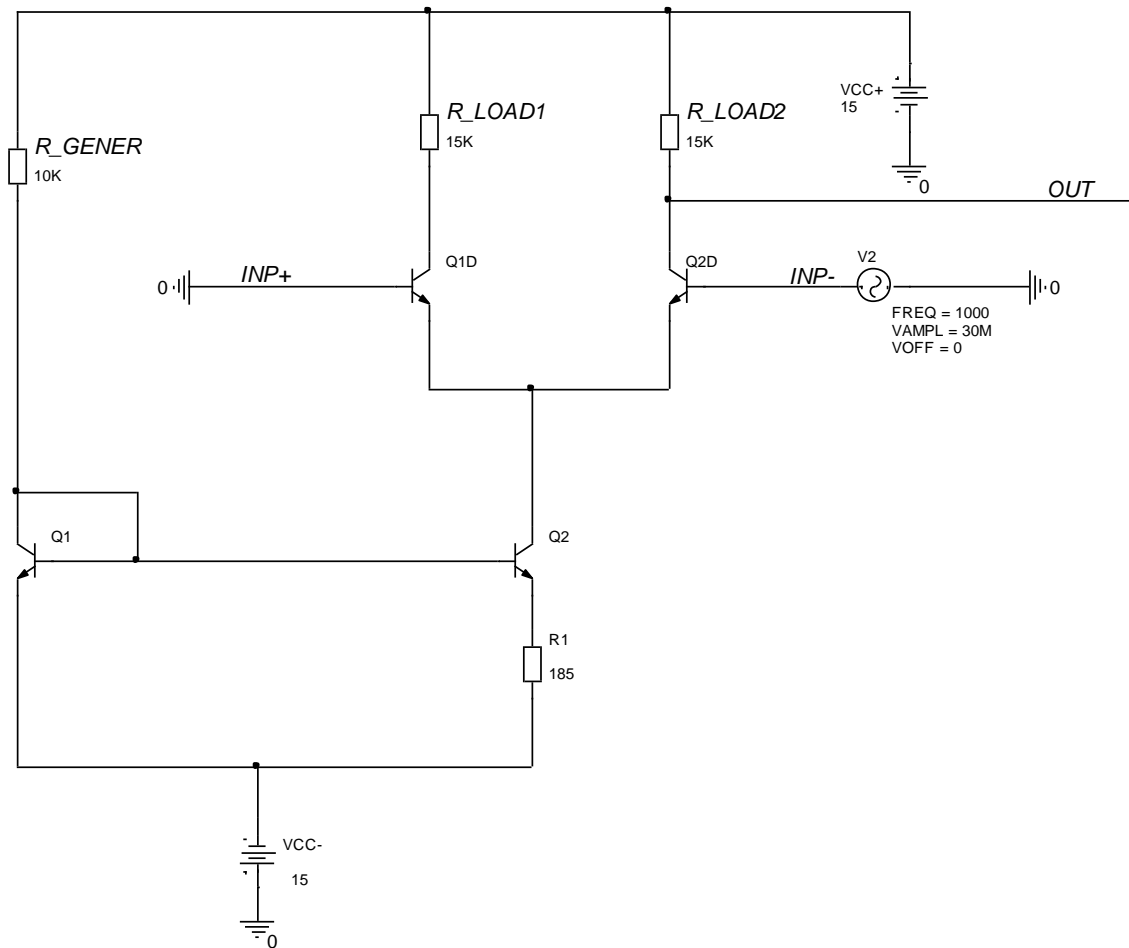 VCC+
15
R_LOAD1
15K
R_LOAD2
15K
R_GENER
10K
0
OUT
Q1D
Q2D
V2
INP+
INP-
0
0
FREQ = 1000
VAMPL = 30M
VOFF = 0
Q1
Q2
R1
185
VCC-
15
0